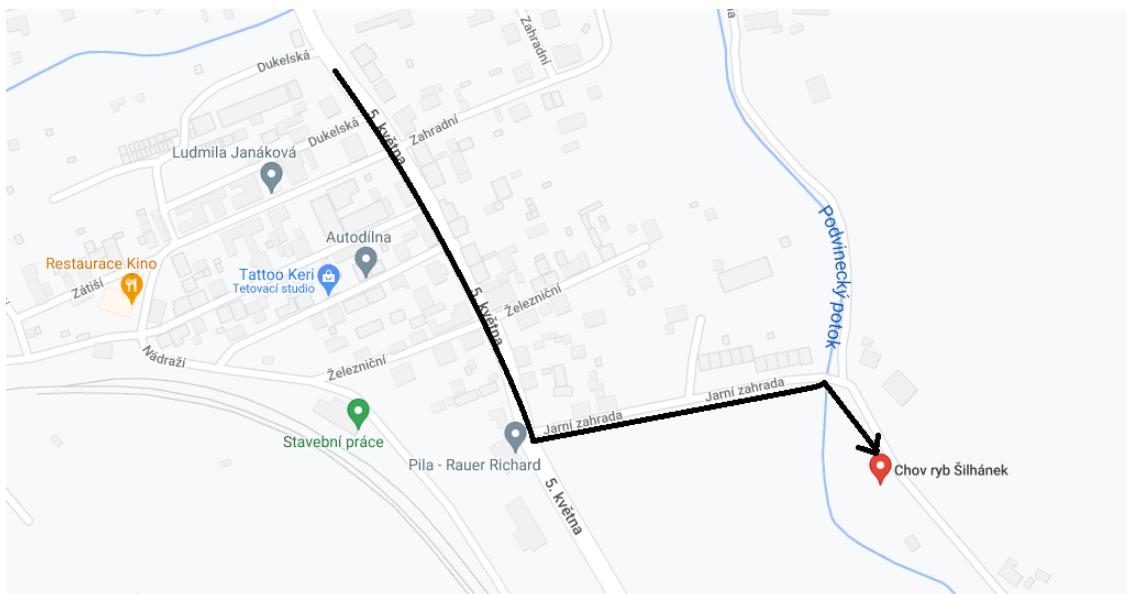 Zahradní
Dukelská
5. května
Dukelská
Zahradní
Ludmila Janáková
Autodílna
Restaurace Kino
Zátiší
Tattoo Keri
Tetovací studio
5. května
Železniční
Podvinecký potok
Nádraží
Železniční
Jarní zahrada
Jarní zahrada
Stavební práce
Pila - Rauer Richard
Chov ryb Šilhánek
5. května